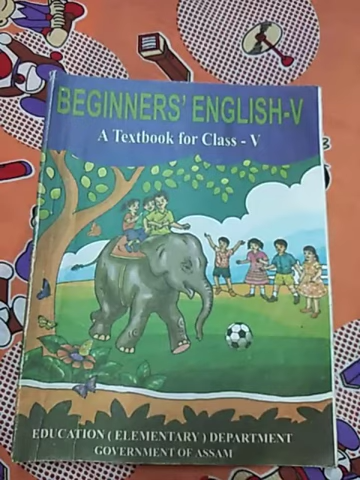 BEGINNERS' ENGLISH-V
A Textbook for Class - V
EDUCATION ( ELEMENTARY ) DEPARTMENT
GOVERNMENT OF ASSAM